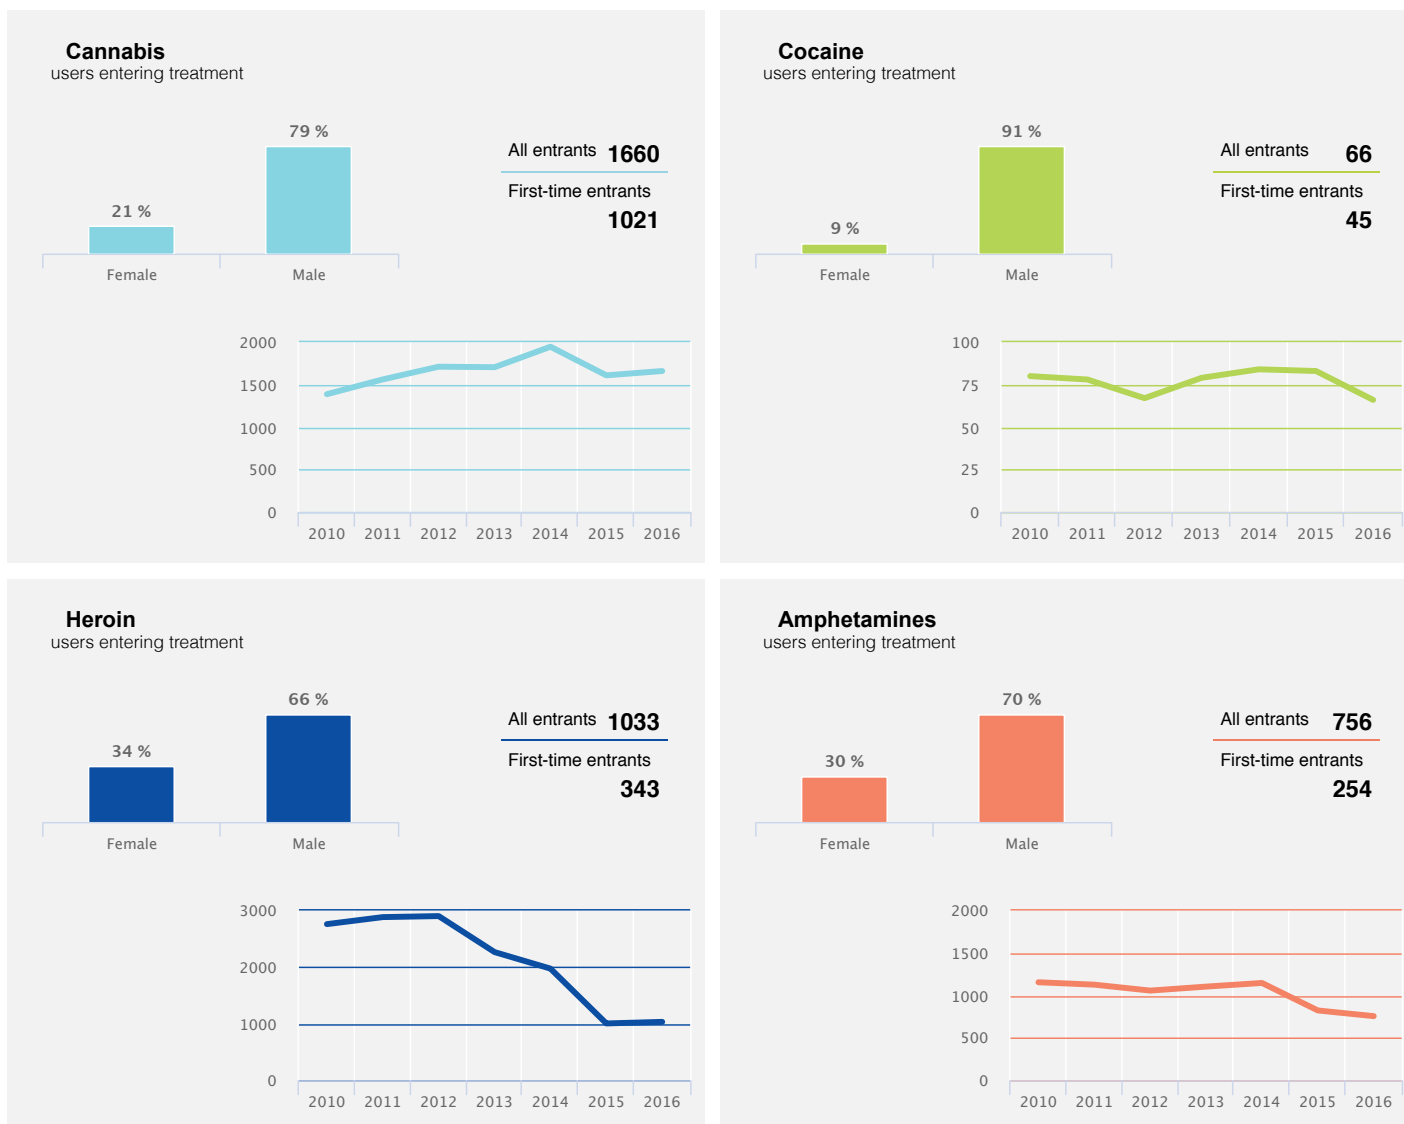 Cannabis
users entering treatment
79 %
21 %
Female
Male
All entrants 1660
First-time entrants
1021
2000
1500
1000
500
0
2010 2011 2012 2013 2014 2015 2016
Cocaine
users entering treatment
91 %
9 %
Female
Male
All entrants 66
First-time entrants
45
100
75
50
25
0
2010 2011 2012 2013 2014 2015 2016
Heroin
users entering treatment
66 %
34 %
Female
Male
All entrants 1033
First-time entrants
343
3000
2000
1000
0
2010 2011 2012 2013 2014 2015 2016
Amphetamines
users entering treatment
70 %
30 %
Female
Male
All entrants 756
First-time entrants
254
2000
1500
1000
500
0
2010 2011 2012 2013 2014 2015 2016